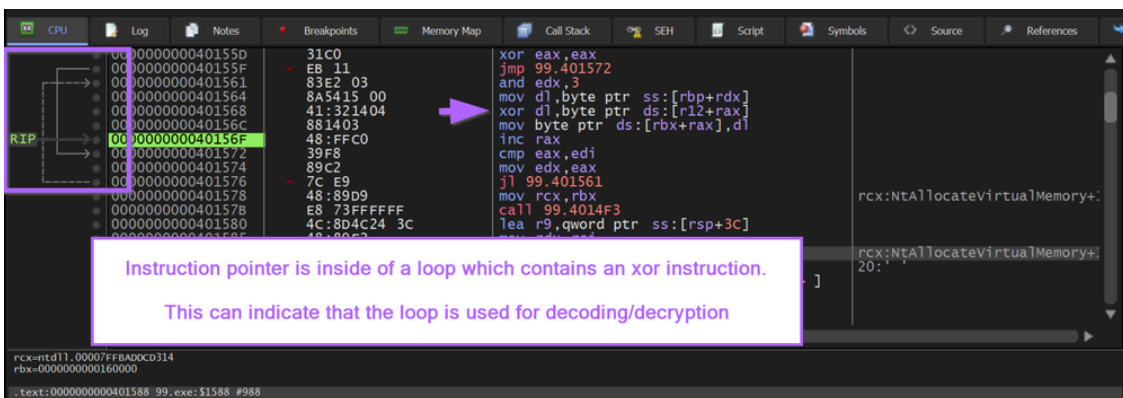 CPU Log Notes Breakpoints Memory Map Call Stack SEH Script Symbols Source References
000000000040155D 31C0 xor eax,eax
000000000040155F EB 11 jmp 99.401572
0000000000401561 83E2 03 and edx,3
0000000000401564 8A5415 00 mov dl,byte ptr ss:[rbp+rdx]
0000000000401568 41:321404 xor dl,byte ptr ds:[r12+rax]
000000000040156C 881403 mov byte ptr ds:[rbx+rax],dl
RIP 000000000040156F 48:FFC0 inc rax
0000000000401572 39F8 cmp eax,edi
0000000000401574 89C2 mov edx,eax
0000000000401576 7C E9 jl 99.401561
0000000000401578 48:89D9 mov rcx,rbx rcx:NtAllocateVirtualMemory+
000000000040157B E8 73FFFFFF call 99.4014F3
0000000000401580 4C:8D4C24 3C lea r9,qword ptr ss:[rsp+3C]
rcx:NtAllocateVirtualMemory+
20:' '
]
Instruction pointer is inside of a loop which contains an xor instruction.
This can indicate that the loop is used for decoding/decryption
rcx=ntdll.00007FFBADDCD314
rbx=0000000000160000
.text:0000000000401588 99.exe:$1588 #988